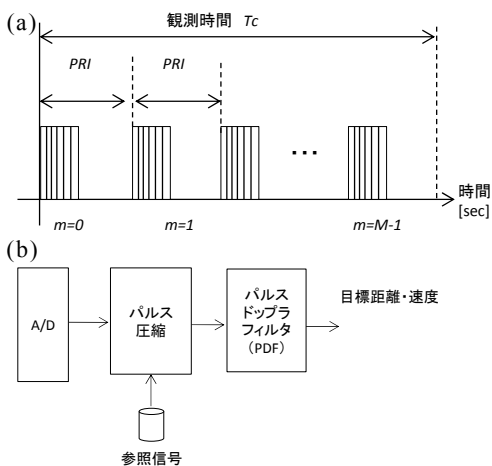 (a)
観測時間 Tc
PRI
PRI
...
時間
[sec]
m=0
m=1
m=M-1
(b)
A/D
パルス
圧縮
パルス
ドップラ
フィルタ
(PDF)
目標距離・速度
参照信号